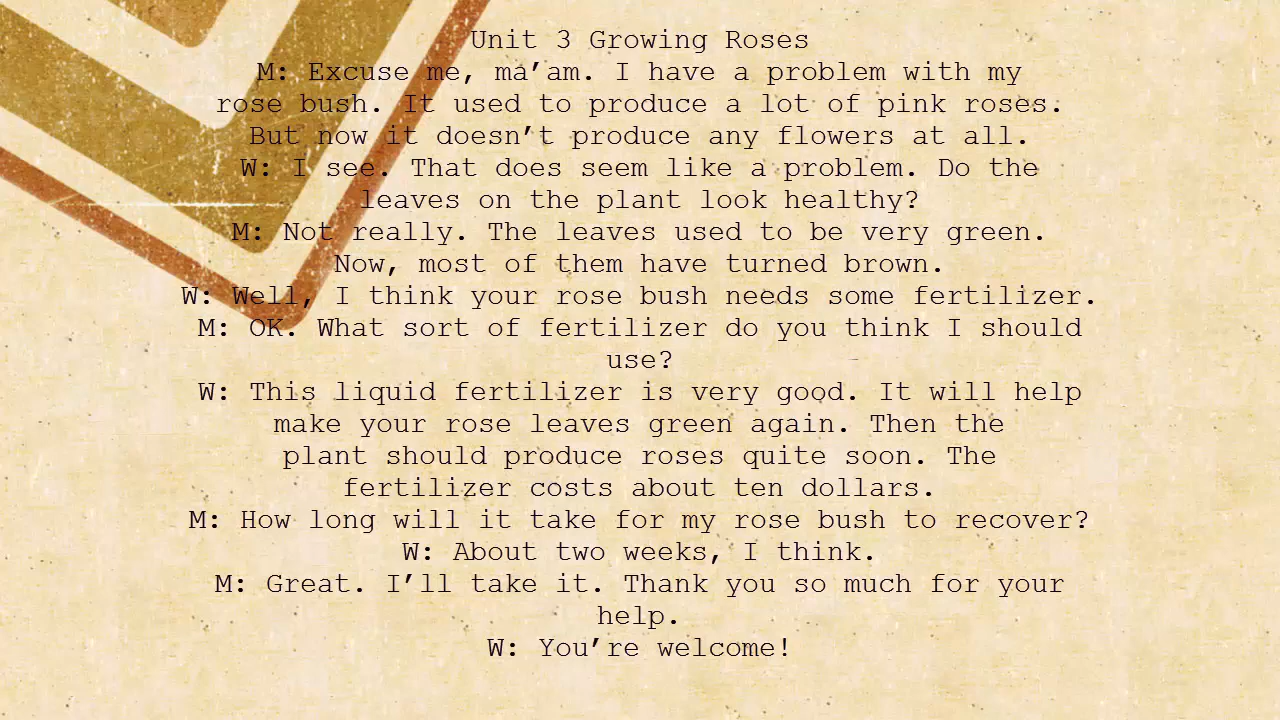 Unit 3 Growing Roses
M: Excuse me, ma’am. I have a problem with my
rose bush. It used to produce a lot of pink roses.
But now it doesn’t produce any flowers at all.
W: I see. That does seem like a problem. Do the
leaves on the plant look healthy?
M: Not really. The leaves used to be very green.
Now, most of them have turned brown.
W: Well, I think your rose bush needs some fertilizer.
M: OK. What sort of fertilizer do you think I should
use?
W: This liquid fertilizer is very good. It will help
make your rose leaves green again. Then the
plant should produce roses quite soon. The
fertilizer costs about ten dollars.
M: How long will it take for my rose bush to recover?
W: About two weeks, I think.
M: Great. I’ll take it. Thank you so much for your
help.
W: You’re welcome!